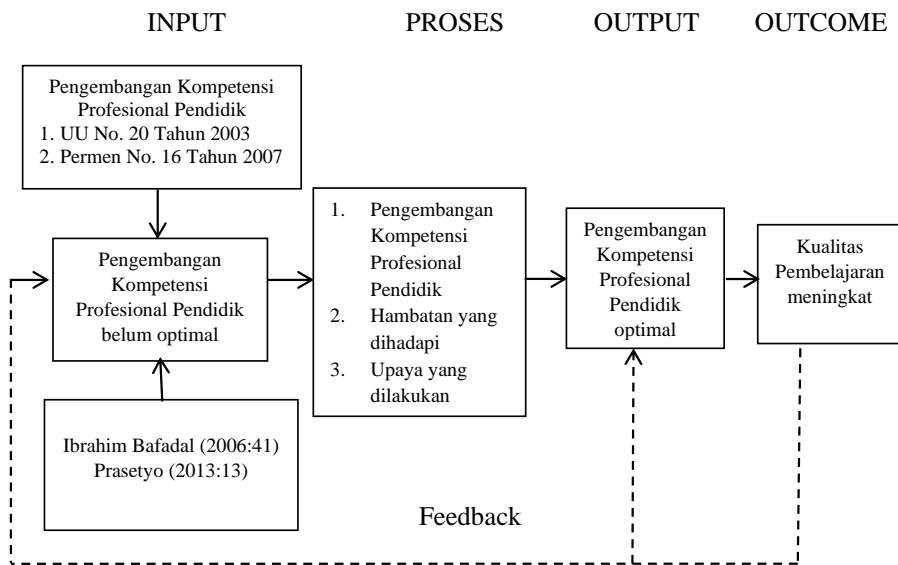 INPUT
PROSES
OUTPUT
OUTCOME
Pengembangan Kompetensi
Profesional Pendidik
1. UU No. 20 Tahun 2003
2. Permen No. 16 Tahun 2007
Pengembangan
Kompetensi
Profesional Pendidik
belum optimal
Ibrahim Bafadal (2006:41)
Prasetyo (2013:13)
1. Pengembangan
Kompetensi
Profesional
Pendidik
2. Hambatan yang
dihadapi
3. Upaya yang
dilakukan
Pengembangan
Kompetensi
Profesional
Pendidik
optimal
Kualitas
Pembelajaran
meningkat
Feedback